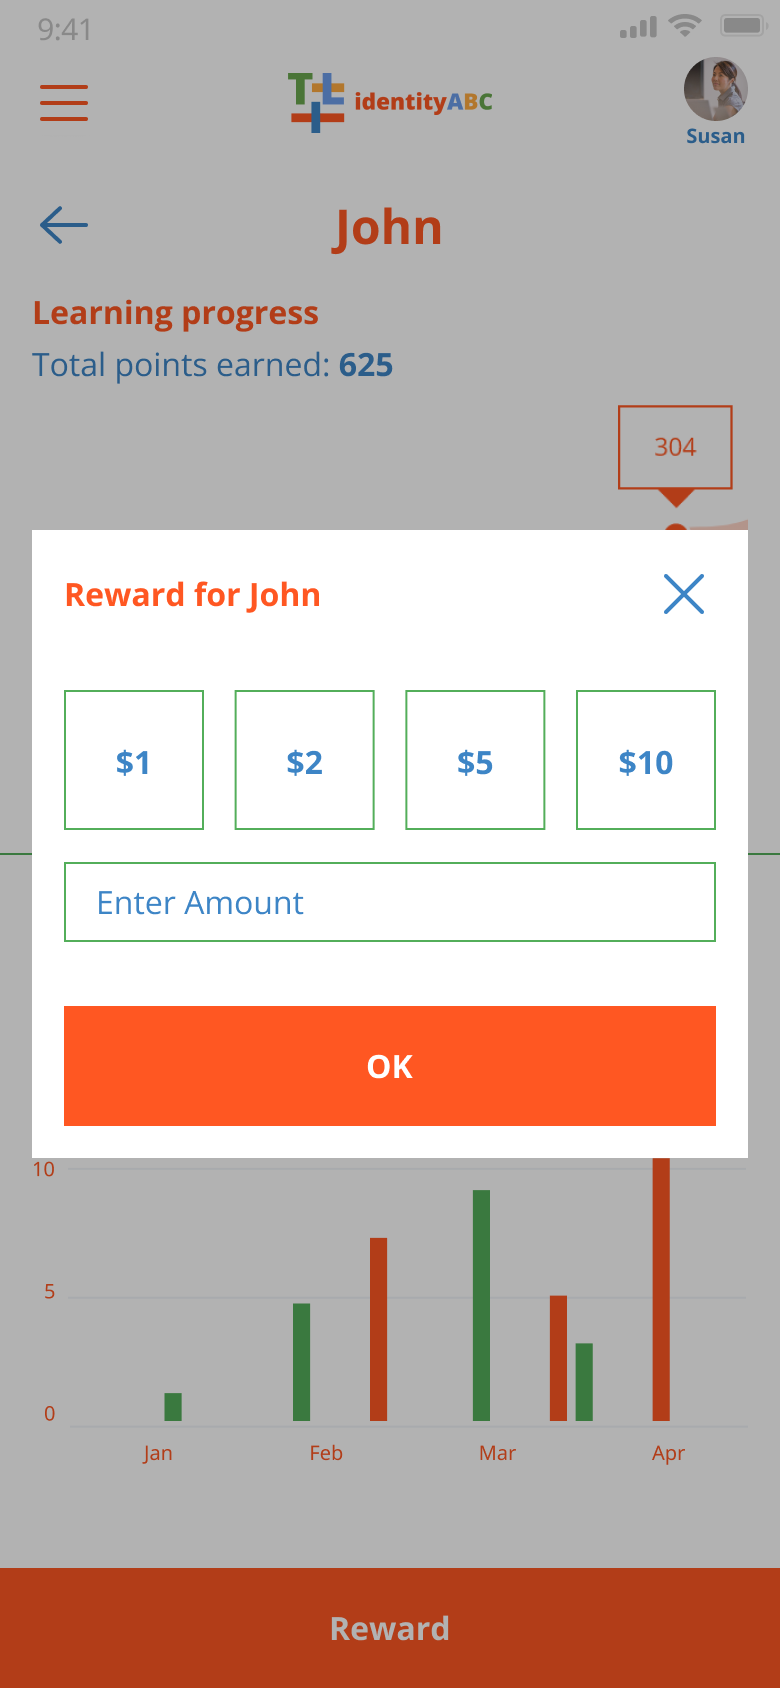 9:41
identityABC
Susan
John
Learning progress
Total points earned: 625
304
Reward for John
$1 $2 $5 $10
Enter Amount
OK
10
5
0
Jan Feb Mar Apr
Reward